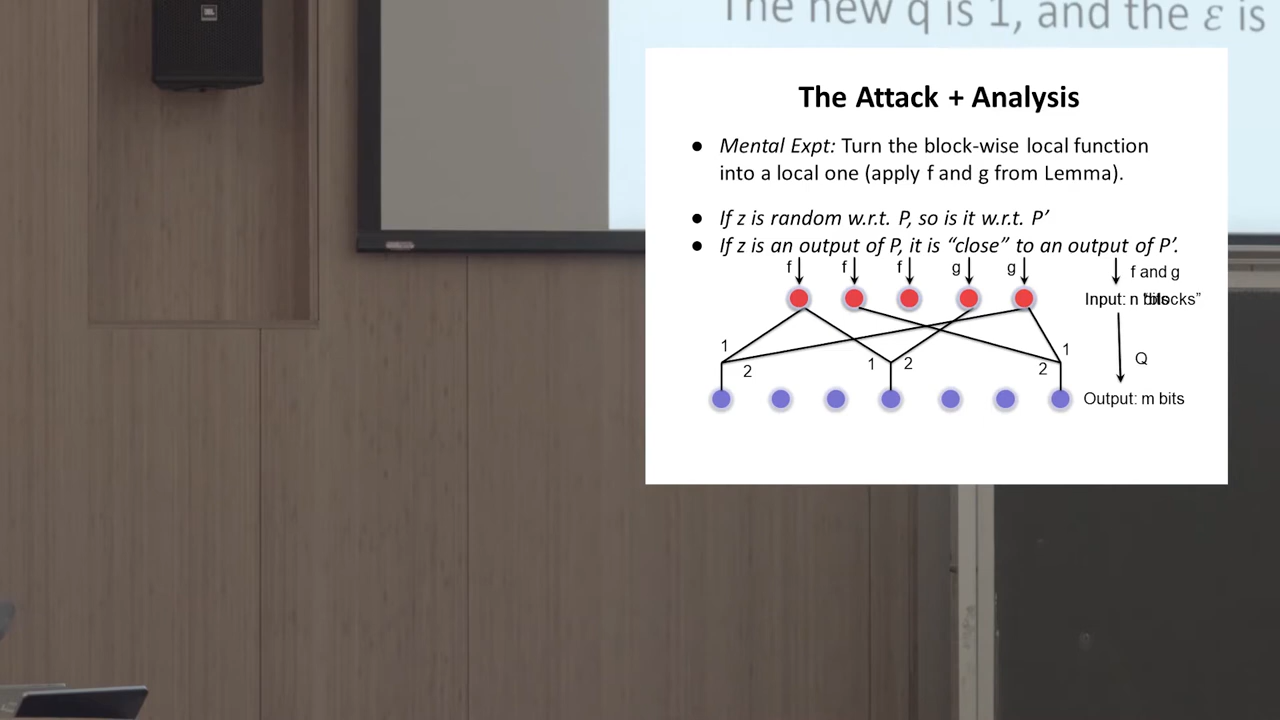 The new q is 1, and the ε is
The Attack + Analysis
● Mental Expt: Turn the block-wise local function
into a local one (apply f and g from Lemma).
● If z is random w.r.t. P, so is it w.r.t. P′
● If z is an output of P, it is “close” to an output of P′.
f f f g g f and g
Input: n bits “blocks”
1 1 2 1 2 2
Q
Output: m bits
JBL